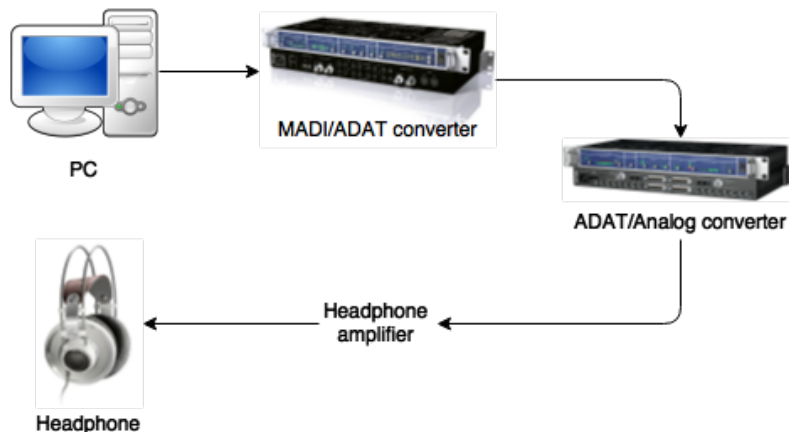 PC
MADI/ADAT converter
ADAT/Analog converter
Headphone
amplifier
Headphone